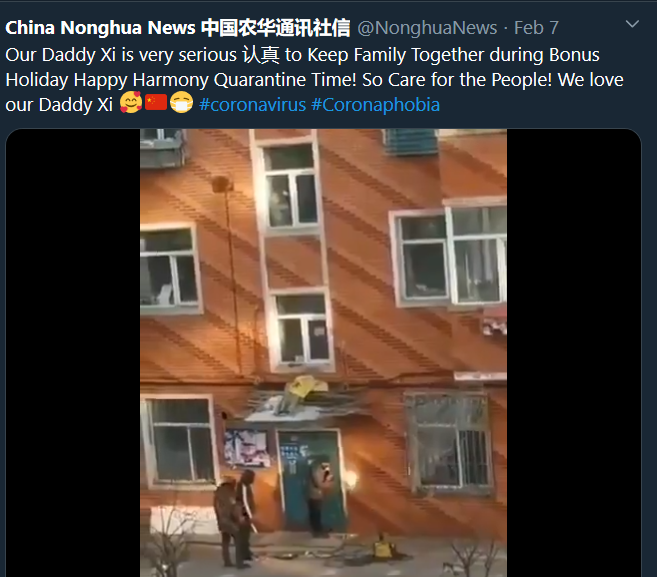 China Nonghua News 中国农华通讯社信 @NonghuaNews · Feb 7
Our Daddy Xi is very serious 认真 to Keep Family Together during Bonus
Holiday Happy Harmony Quarantine Time! So Care for the People! We love
our Daddy Xi 🥰🇨🇳😷 #coronavirus #Coronaphobia